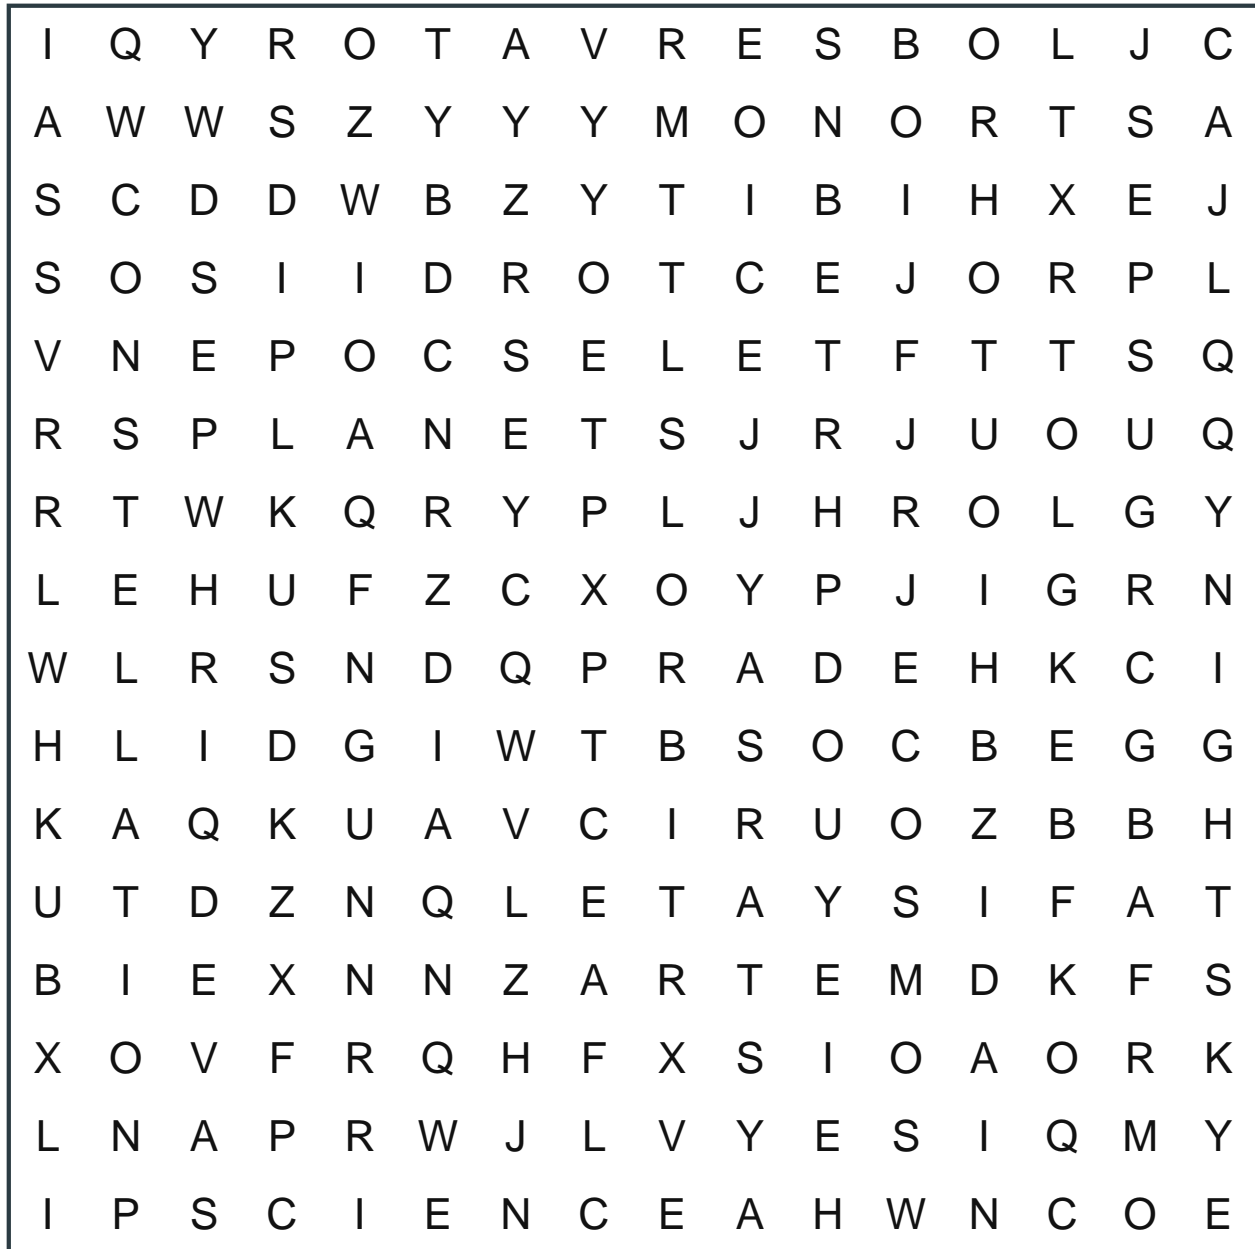 I Q Y R O T A V R E S B O L J C
A W W S Z Y Y Y M O N O R T S A
S C D D W B Z Y T I B I H X E J
S O S I I D R O T C E J O R P L
V N E P O C S E L E T F T T S Q
R S P L A N E T S J R J U O U Q
R T W K Q R Y P L J H R O L G Y
L E H U F Z C X O Y P J I G R N
W L R S N D Q P R A D E H K C I
H L I D G I W T B S O C B E G G
K A Q K U A V C I R U O Z B B H
U T D Z N Q L E T A Y S I F A T
B I E X N N Z A R T E M D K F S
X O V F R Q H F X S I O A O R K
L N A P R W J L V Y E S I Q M Y
I P S C I E N C E A H W N C O E